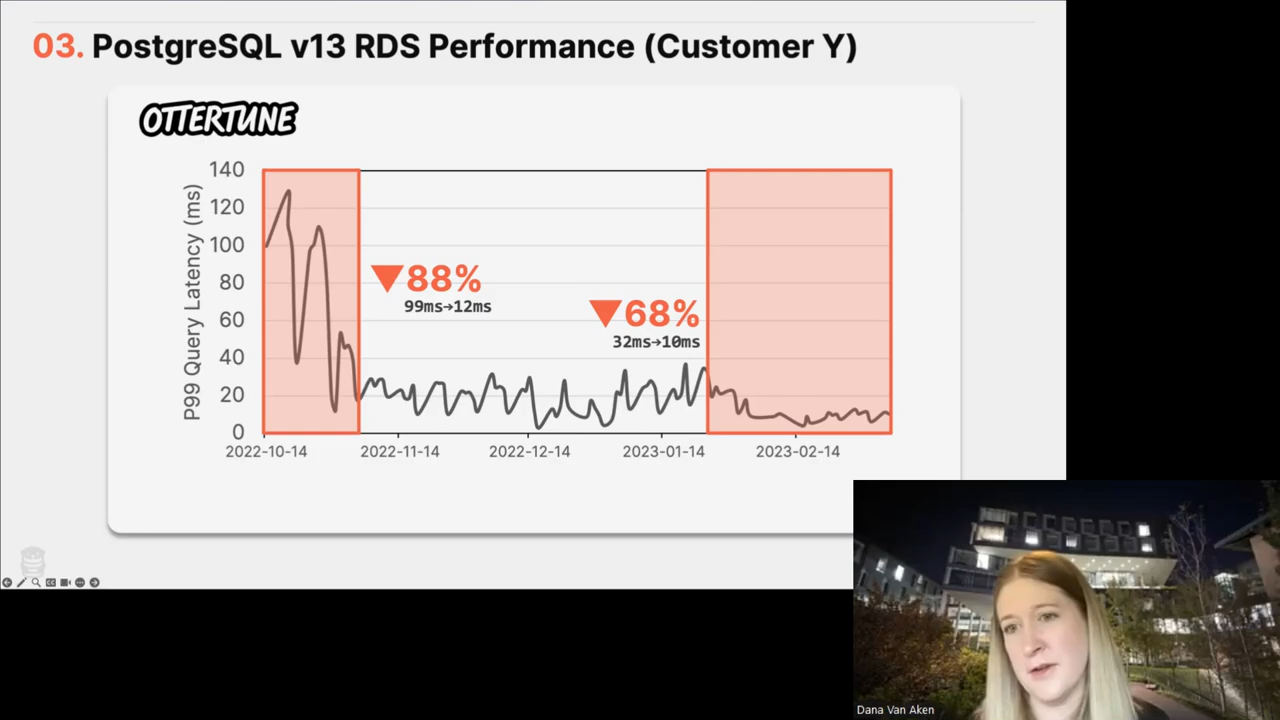 03. PostgreSQL v13 RDS Performance (Customer Y)
OTTERTUNE
P99 Query Latency (ms)
140
120
100
80
60
40
20
0
▼88%
99ms→12ms
▼68%
32ms→10ms
2022-10-14
2022-11-14
2022-12-14
2023-01-14
2023-02-14
Dana Van Aken